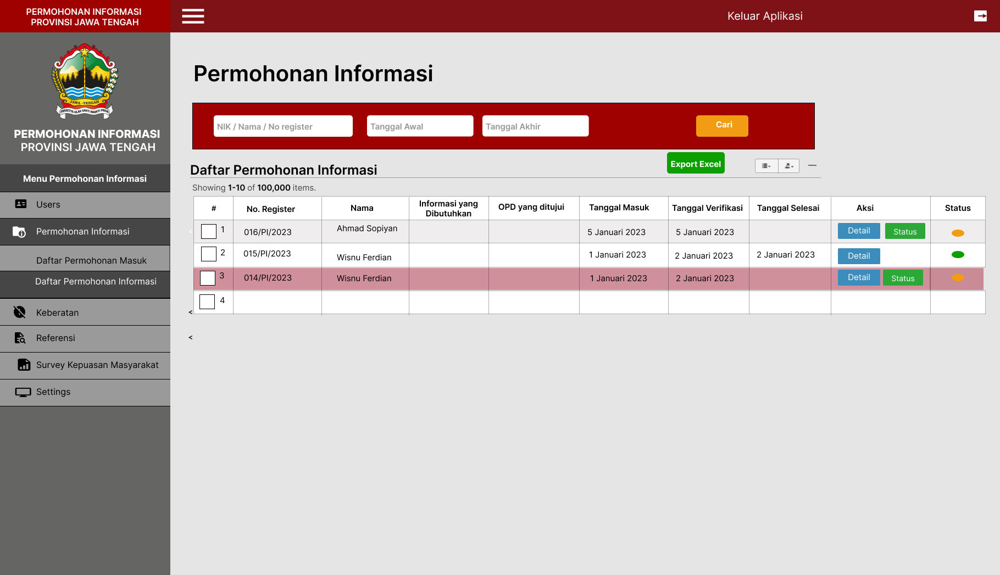 PERMOHONAN INFORMASI
PROVINSI JAWA TENGAH
Keluar Aplikasi
JAWA - TENGAH
PRASETYA ULAH SAKTI BHAKTI PRAJA
PERMOHONAN INFORMASI
PROVINSI JAWA TENGAH
Menu Permohonan Informasi
Users
Permohonan Informasi
Daftar Permohonan Masuk
Daftar Permohonan Informasi
Keberatan
Referensi
Survey Kepuasan Masyarakat
Settings
Permohonan Informasi
NIK / Nama / No register
Tanggal Awal
Tanggal Akhir
Cari
Daftar Permohonan Informasi
Export Excel
Showing 1-10 of 100,000 items.
# No. Register Nama Informasi yang Dibutuhkan OPD yang ditujui Tanggal Masuk Tanggal Verifikasi Tanggal Selesai Aksi Status
< 1 016/PI/2023 Ahmad Sopiyan 5 Januari 2023 5 Januari 2023 Detail Status
2 015/PI/2023 Wisnu Ferdian 1 Januari 2023 2 Januari 2023 2 Januari 2023 Detail
3 014/PI/2023 Wisnu Ferdian 1 Januari 2023 2 Januari 2023 Detail Status
4
<
<